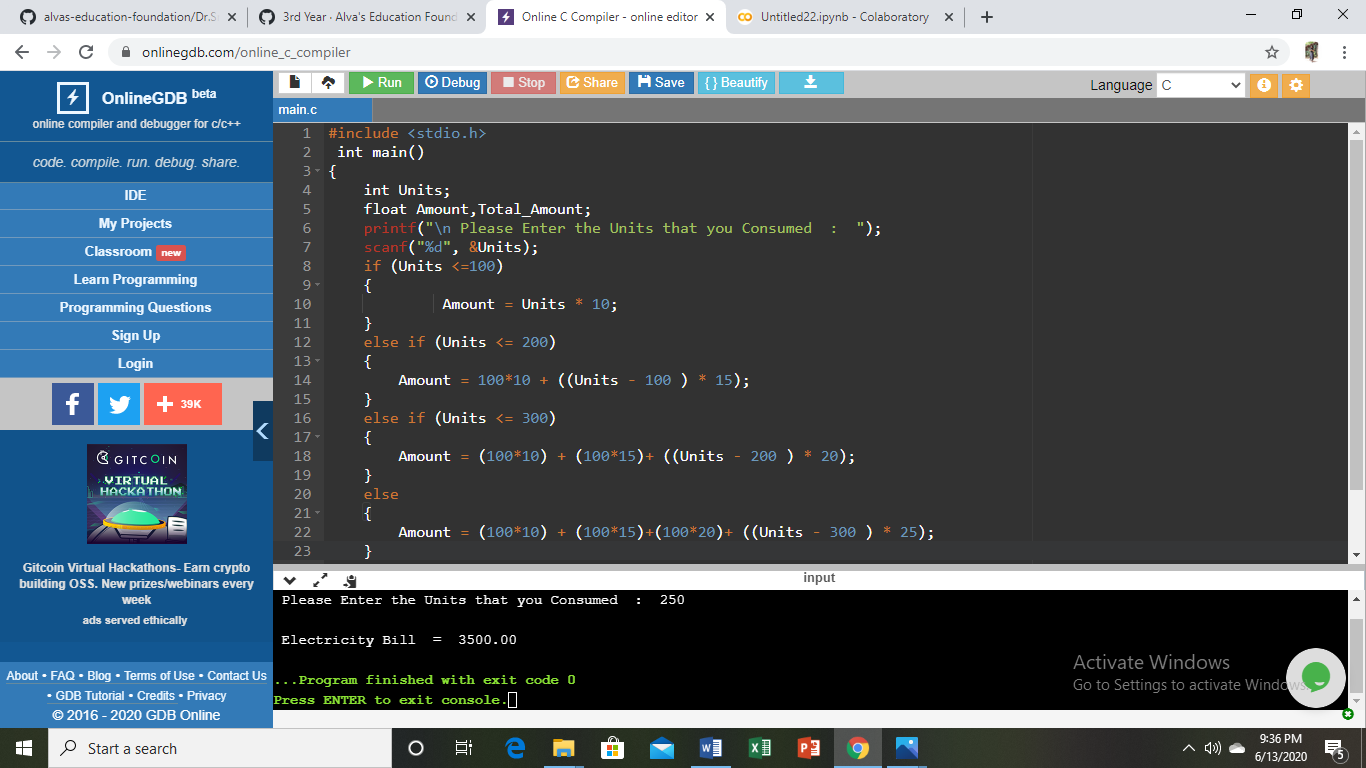 alvas-education-foundation/Dr.S
3rd Year · Alva's Education Found
Online C Compiler - online editor
Untitled22.ipynb - Colaboratory
onlinegdb.com/online_c_compiler
OnlineGDB beta
online compiler and debugger for c/c++
code. compile. run. debug. share.
IDE
My Projects
Classroom new
Learn Programming
Programming Questions
Sign Up
Login
+ 39K
GITCOIN
VIRTUAL
HACKATHON
Gitcoin Virtual Hackathons- Earn crypto
building OSS. New prizes/webinars every
week
ads served ethically
About • FAQ • Blog • Terms of Use • Contact Us
• GDB Tutorial • Credits • Privacy
© 2016 - 2020 GDB Online
Run Debug Stop Share Save { } Beautify
Language C
main.c
1 #include <stdio.h>
2 int main()
3 {
4 int Units;
5 float Amount,Total_Amount;
6 printf("\n Please Enter the Units that you Consumed  :  ");
7 scanf("%d", &Units);
8 if (Units <=100)
9 {
10 Amount = Units * 10;
11 }
12 else if (Units <= 200)
13 {
14 Amount = 100*10 + ((Units - 100 ) * 15);
15 }
16 else if (Units <= 300)
17 {
18 Amount = (100*10) + (100*15)+ ((Units - 200 ) * 20);
19 }
20 else
21 {
22 Amount = (100*10) + (100*15)+(100*20)+ ((Units - 300 ) * 25);
23 }
input
Please Enter the Units that you Consumed  :  250
Electricity Bill  =  3500.00
...Program finished with exit code 0
Press ENTER to exit console.
Activate Windows
Go to Settings to activate Windows.
Start a search
9:36 PM
6/13/2020
5